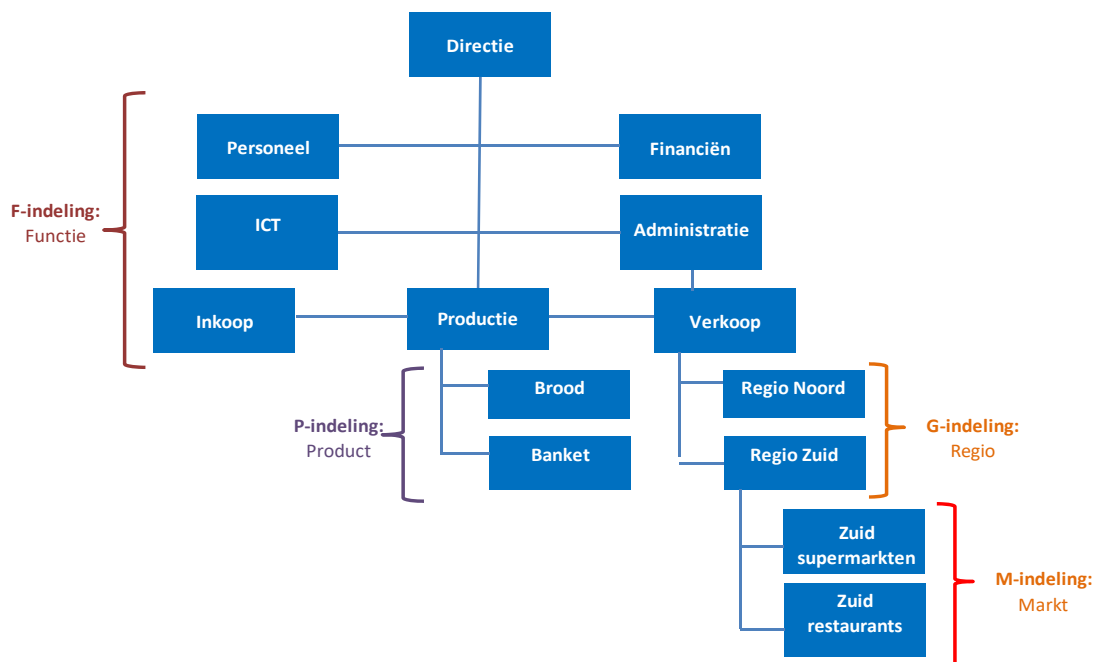 Directie
Personeel
Financiën
F-indeling:
Functie
ICT
Administratie
Inkoop
Productie
Verkoop
Brood
Regio Noord
P-indeling:
Product
G-indeling:
Regio
Banket
Regio Zuid
Zuid
supermarkten
M-indeling:
Markt
Zuid
restaurants